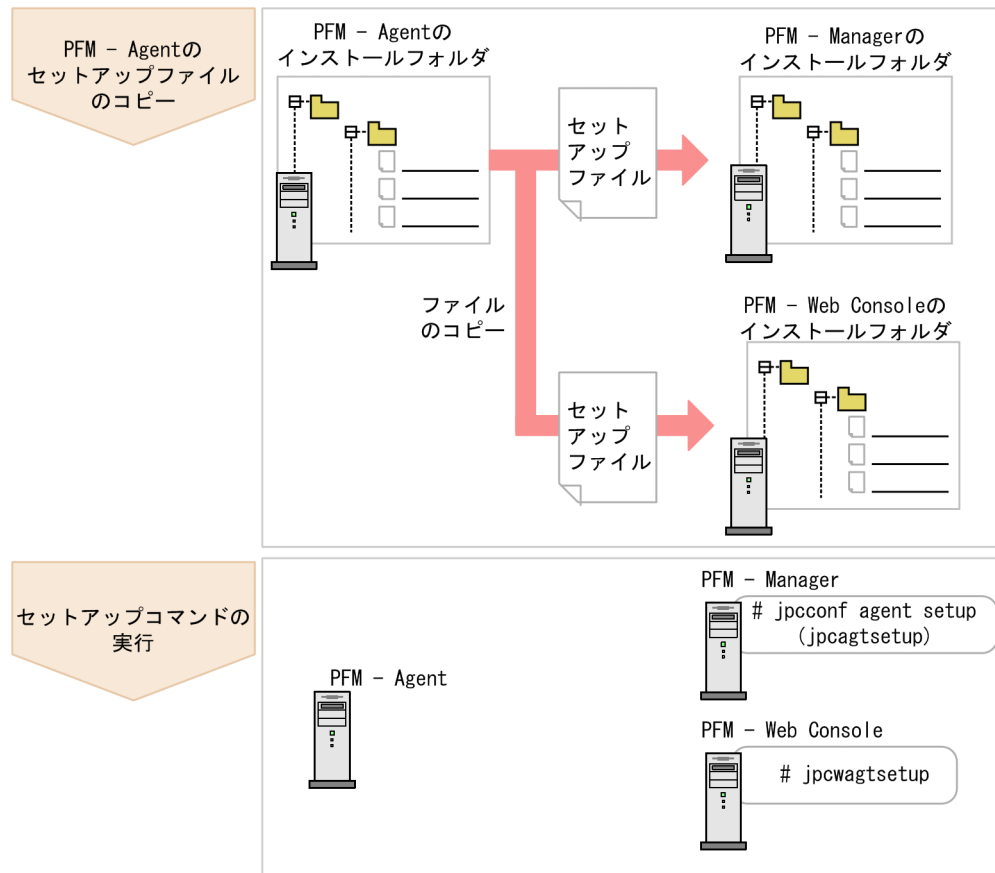 PFM - Agentの
セットアップファイル
のコピー
PFM - Agentの
インストールフォルダ
PFM - Managerの
インストールフォルダ
セット
アップ
ファイル
ファイル
のコピー
PFM - Web Consoleの
インストールフォルダ
セット
アップ
ファイル
セットアップコマンドの
実行
PFM - Agent
PFM - Manager
# jpcconf agent setup
(jpcagtsetup)
PFM - Web Console
# jpcwagtsetup